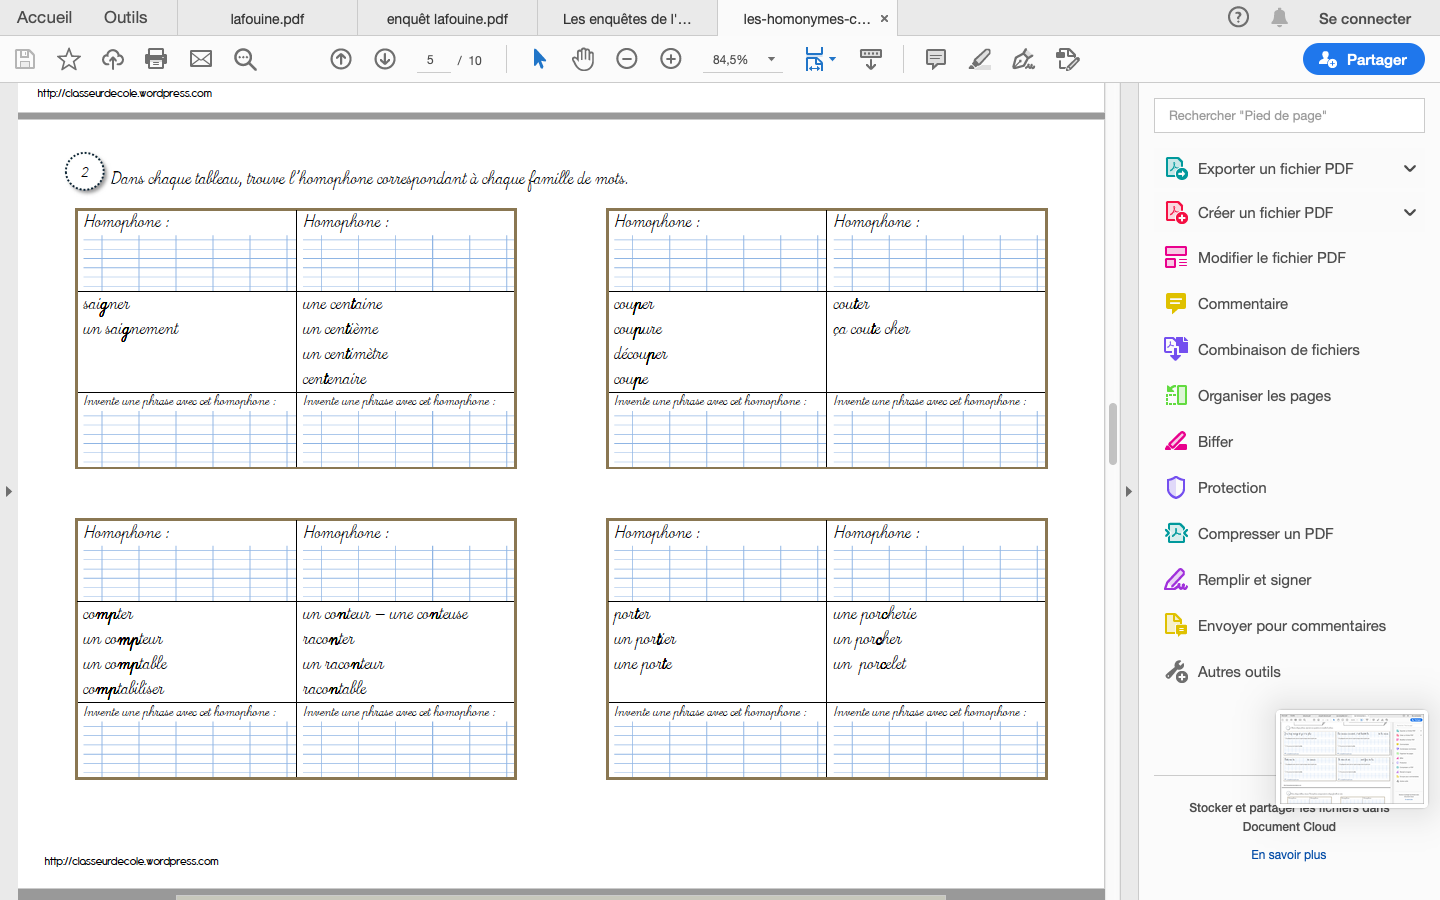 Accueil Outils lafouine.pdf enquêt lafouine.pdf Les enquêtes de l'... les-homonymes-c... × Se connecter
5 / 10 84,5% Partager
http://classeurdecole.wordpress.com
Rechercher "Pied de page"
2 Dans chaque tableau, trouve l'homophone correspondant à chaque famille de mots.
Homophone : Homophone :
saigner
un saignement
une centaine
un centième
un centimètre
centenaire
Invente une phrase avec cet homophone : Invente une phrase avec cet homophone :
Homophone : Homophone :
couper
coupure
découper
coupe
couter
ça coute cher
Invente une phrase avec cet homophone : Invente une phrase avec cet homophone :
Homophone : Homophone :
compter
un compteur
un comptable
comptabiliser
un conteur – une conteuse
raconter
un raconteur
racontable
Invente une phrase avec cet homophone : Invente une phrase avec cet homophone :
Homophone : Homophone :
porter
un portier
une porte
une porcherie
un porcher
un porcelet
Invente une phrase avec cet homophone : Invente une phrase avec cet homophone :
http://classeurdecole.wordpress.com
Exporter un fichier PDF
Créer un fichier PDF
Modifier le fichier PDF
Commentaire
Combinaison de fichiers
Organiser les pages
Biffer
Protection
Compresser un PDF
Remplir et signer
Envoyer pour commentaires
Autres outils
Stocker et partager les fichiers dans
Document Cloud
En savoir plus